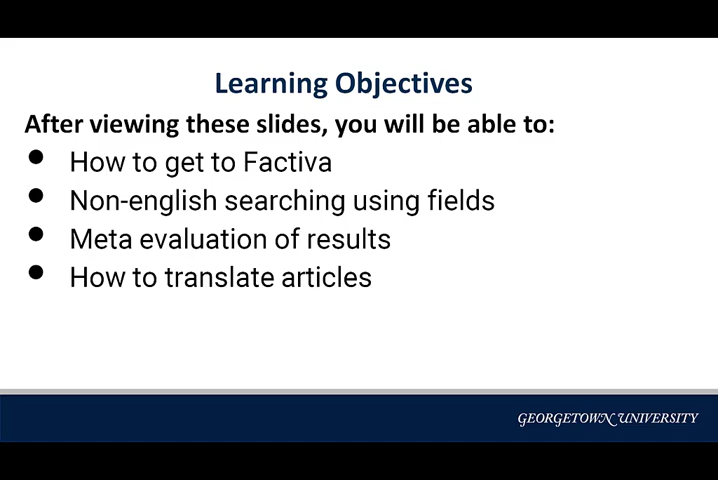 Learning Objectives
After viewing these slides, you will be able to:
● How to get to Factiva
● Non-english searching using fields
● Meta evaluation of results
● How to translate articles
GEORGETOWN UNIVERSITY